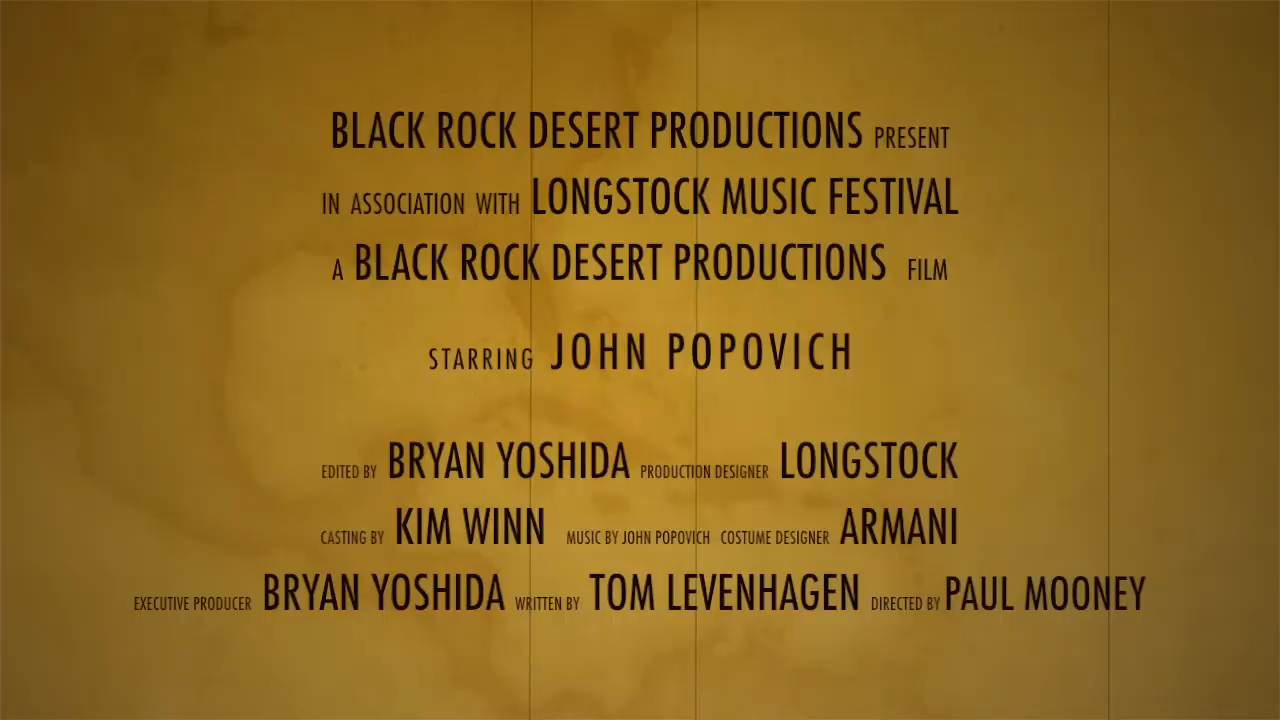 BLACK ROCK DESERT PRODUCTIONS PRESENT
IN ASSOCIATION WITH LONGSTOCK MUSIC FESTIVAL
A BLACK ROCK DESERT PRODUCTIONS FILM
STARRING JOHN POPOVICH
EDITED BY BRYAN YOSHIDA PRODUCTION DESIGNER LONGSTOCK
CASTING BY KIM WINN MUSIC BY JOHN POPOVICH COSTUME DESIGNER ARMANI
EXECUTIVE PRODUCER BRYAN YOSHIDA WRITTEN BY TOM LEVENHAGEN DIRECTED BY PAUL MOONEY